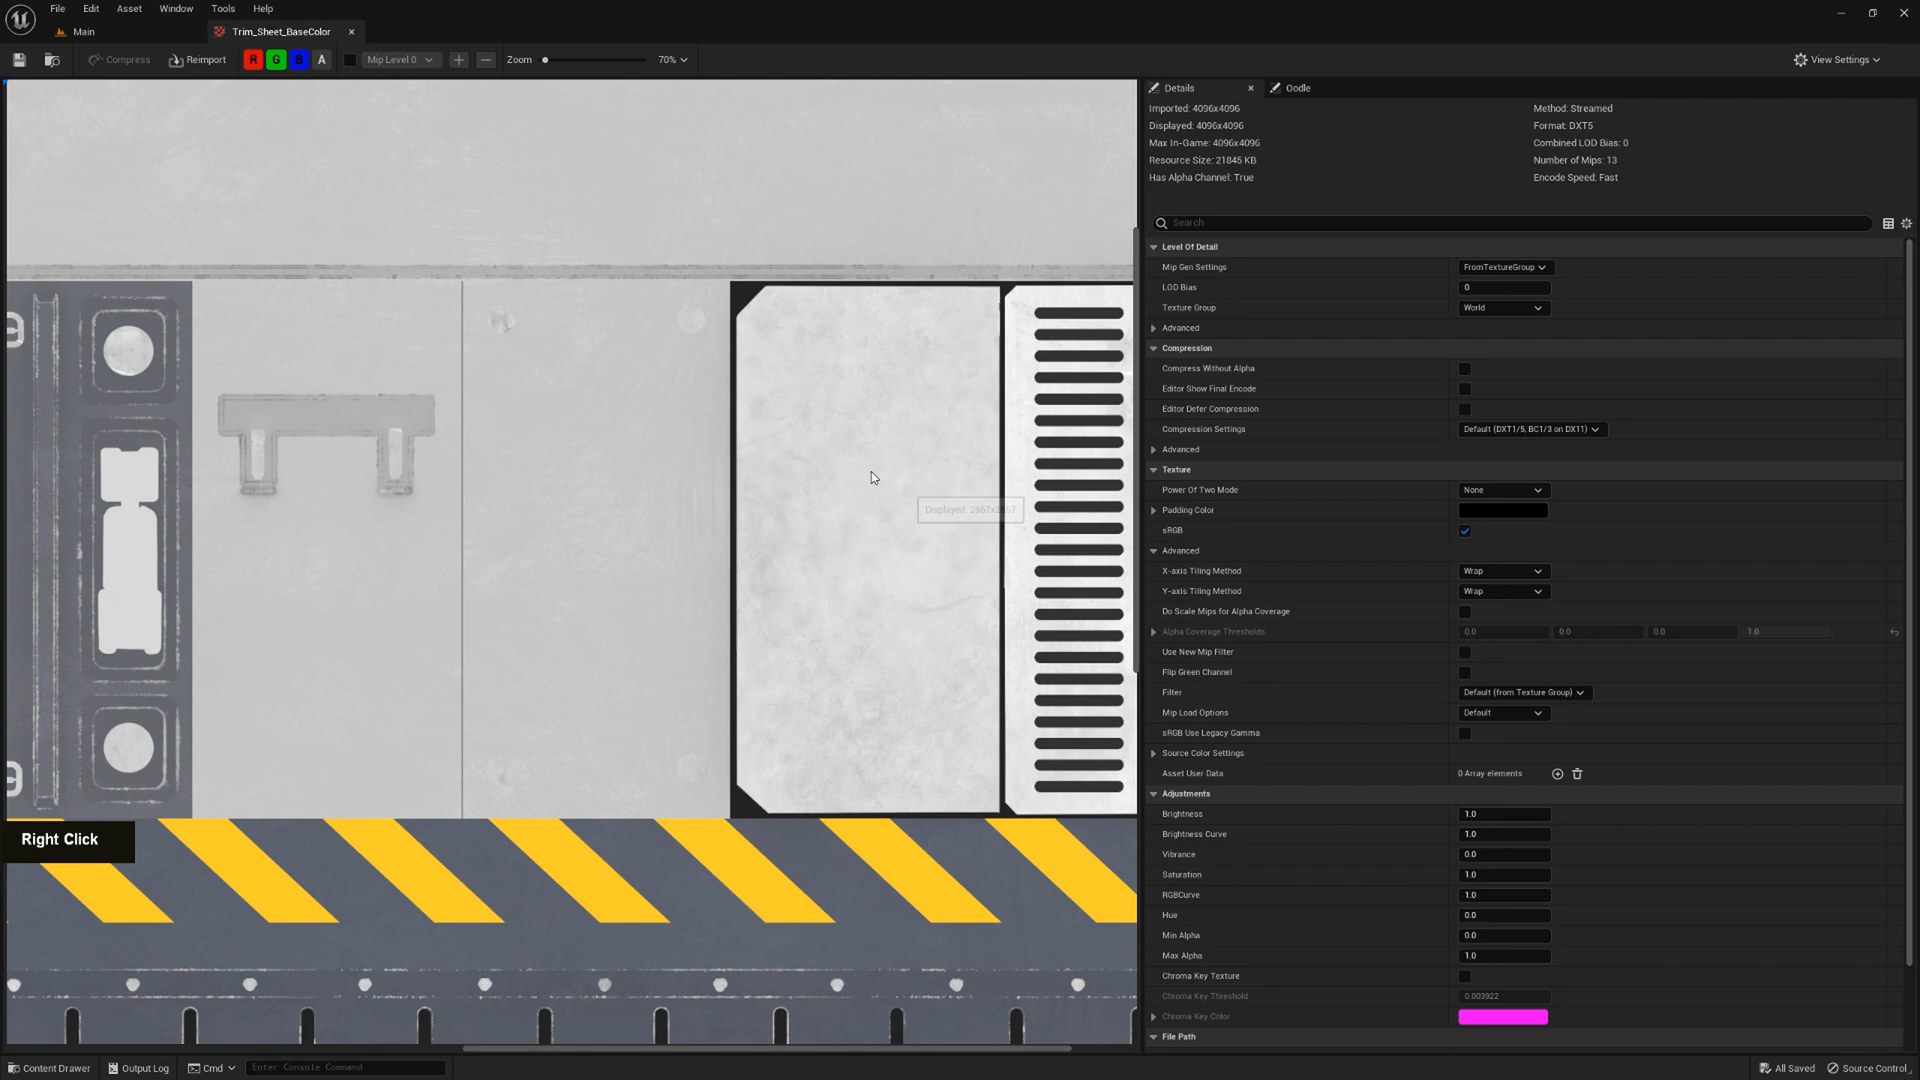 File Edit Asset Window Tools Help
Main Trim_Sheet_BaseColor
Compress Reimport R G B A Mip Level 0 Zoom 70% View Settings
Details Oodle
Imported: 4096x4096 Method: Streamed
Displayed: 4096x4096 Format: DXT5
Max In-Game: 4096x4096 Combined LOD Bias: 0
Resource Size: 21845 KB Number of Mips: 13
Has Alpha Channel: True Encode Speed: Fast
Search
Level Of Detail
Mip Gen Settings FromTextureGroup
LOD Bias 0
Texture Group World
Advanced
Compression
Compress Without Alpha
Editor Show Final Encode
Editor Defer Compression
Compression Settings Default (DXT1/5, BC1/3 on DX11)
Advanced
Texture
Power Of Two Mode None
Padding Color
Displayed: 2867x2867
sRGB
Advanced
X-axis Tiling Method Wrap
Y-axis Tiling Method Wrap
Do Scale Mips for Alpha Coverage
Alpha Coverage Thresholds 0.0 0.0 0.0 1.0
Use New Mip Filter
Flip Green Channel
Filter Default (from Texture Group)
Mip Load Options Default
sRGB Use Legacy Gamma
Source Color Settings
Asset User Data 0 Array elements
Adjustments
Brightness 1.0
Brightness Curve 1.0
Right Click
Vibrance 0.0
Saturation 1.0
RGBCurve 1.0
Hue 0.0
Min Alpha 0.0
Max Alpha 1.0
Chroma Key Texture
Chroma Key Threshold 0.003922
Chroma Key Color
File Path
Content Drawer Output Log Cmd Enter Console Command All Saved Source Control